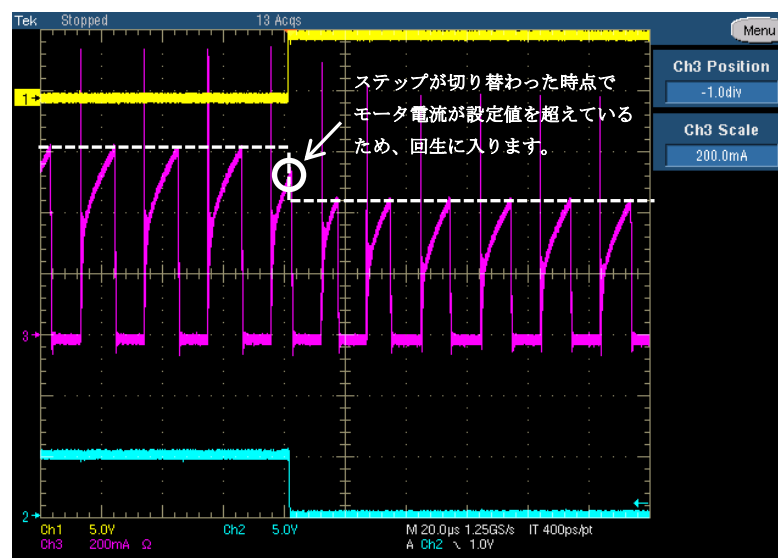 Tek Stopped 13 Acqs
Menu
Ch3 Position
-1.0div
Ch3 Scale
200.0mA
ステップが切り替わった時点で
モータ電流が設定値を超えている
ため、回生に入ります。
1
3
2
Ch1 5.0V Ch2 5.0V M 20.0µs 1.25GS/s IT 400ps/pt
Ch3 200mA Ω A Ch2 \ 1.0V